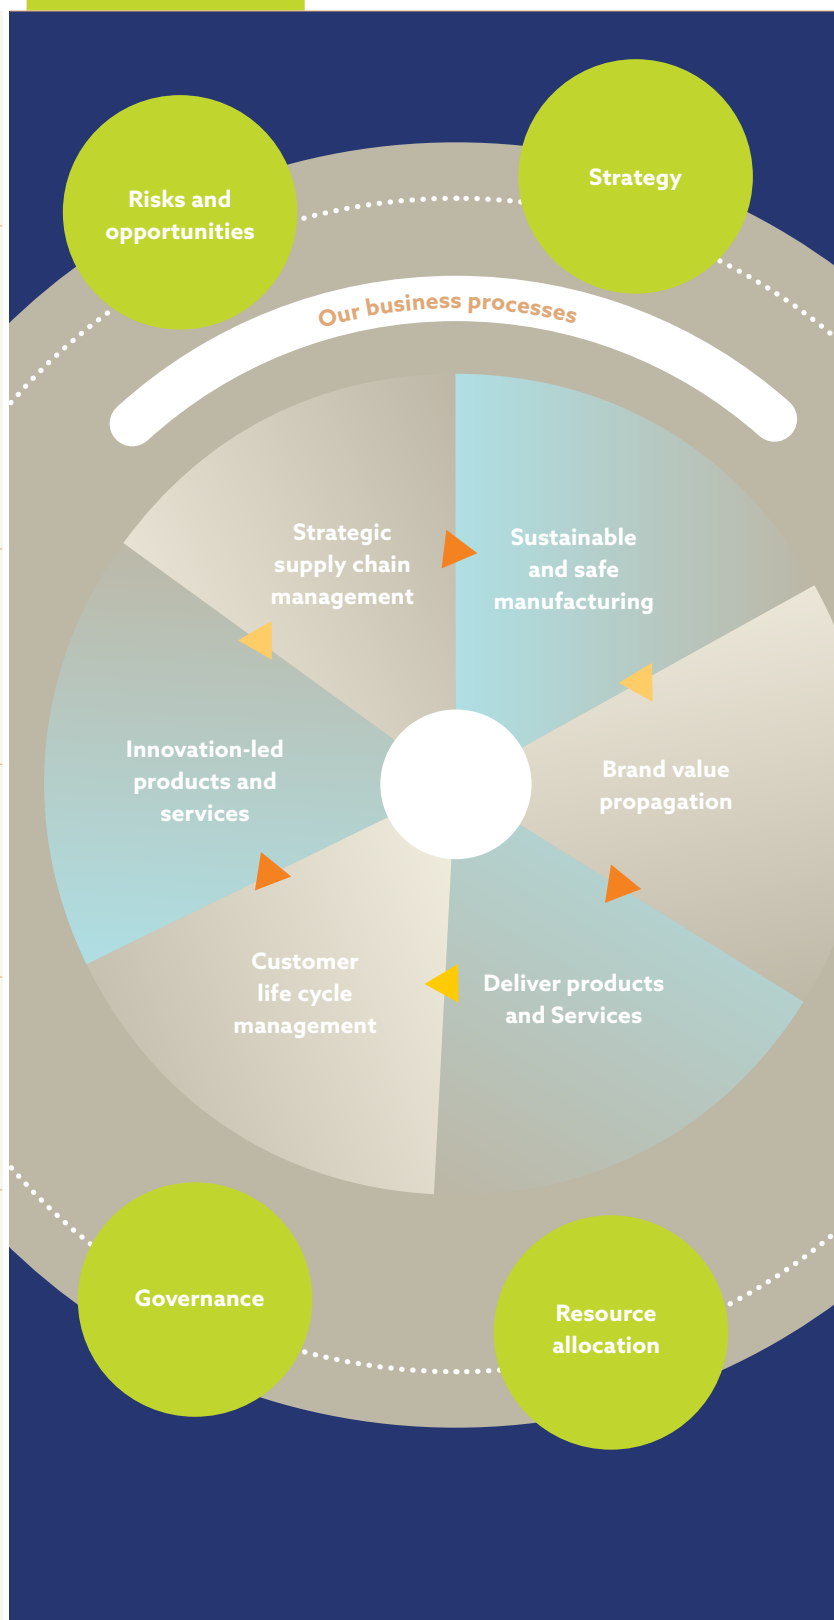 Risks and
opportunities
Strategy
Our business processes
Strategic
supply chain
management
Sustainable
and safe
manufacturing
Innovation-led
products and
services
Brand value
propagation
Customer
life cycle
management
Deliver products
and Services
Governance
Resource
allocation